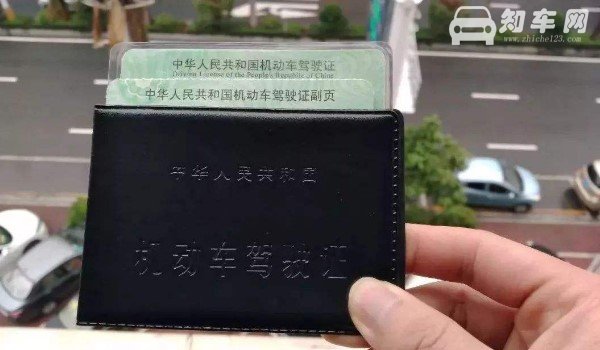 知车网
www.zhiche123.com
中华人民共和国机动车驾驶证
Driving License of the People's Republic of China
中华人民共和国机动车驾驶证副页
中华人民共和国
机动车驾驶证